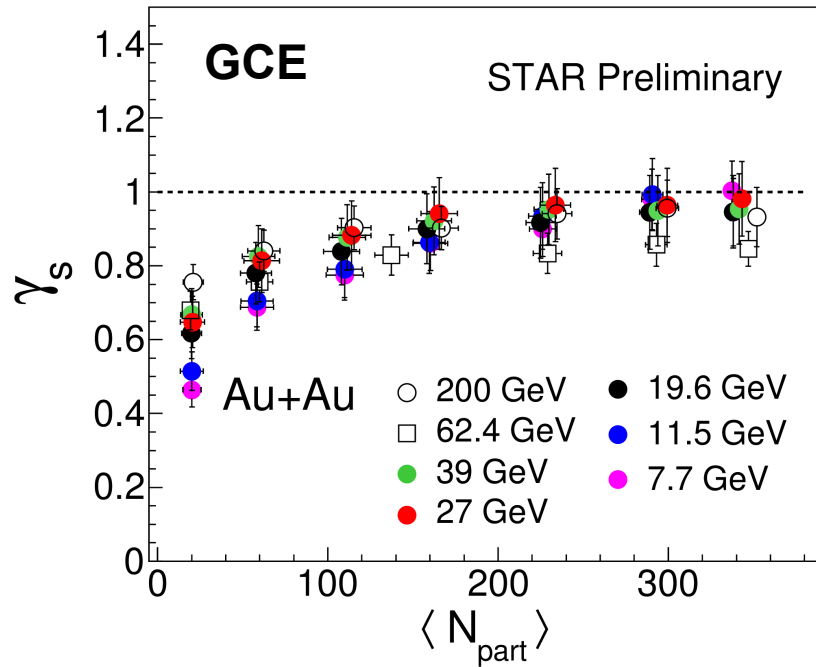 GCE
STAR Preliminary
1.4
1.2
1
0.8
0.6
0.4
0.2
0
γs
Au+Au
200 GeV
62.4 GeV
39 GeV
27 GeV
19.6 GeV
11.5 GeV
7.7 GeV
0 100 200 300
⟨ Npart ⟩